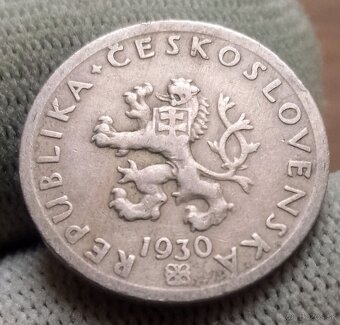 REPUBLIKA • ČESKOSLOVENSKÁ
1930